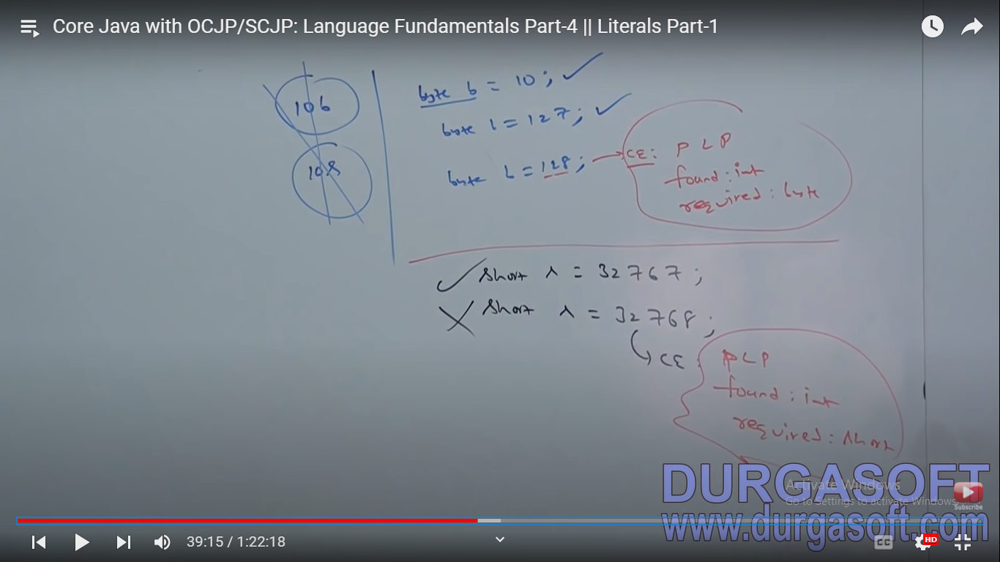 Core Java with OCJP/SCJP: Language Fundamentals Part-4 || Literals Part-1
106
108
byte b = 10; ✓
byte b = 127; ✓
byte b = 128; → CE: PLP
found: int
required: byte
✓ short s = 32767;
X short s = 32768;
CE: PLP
found: int
required: short
DURGASOFT
www.durgasoft.com
Activate Windows
Go to Settings to activate Windows.
Subscribe
39:15 / 1:22:18
CC
HD